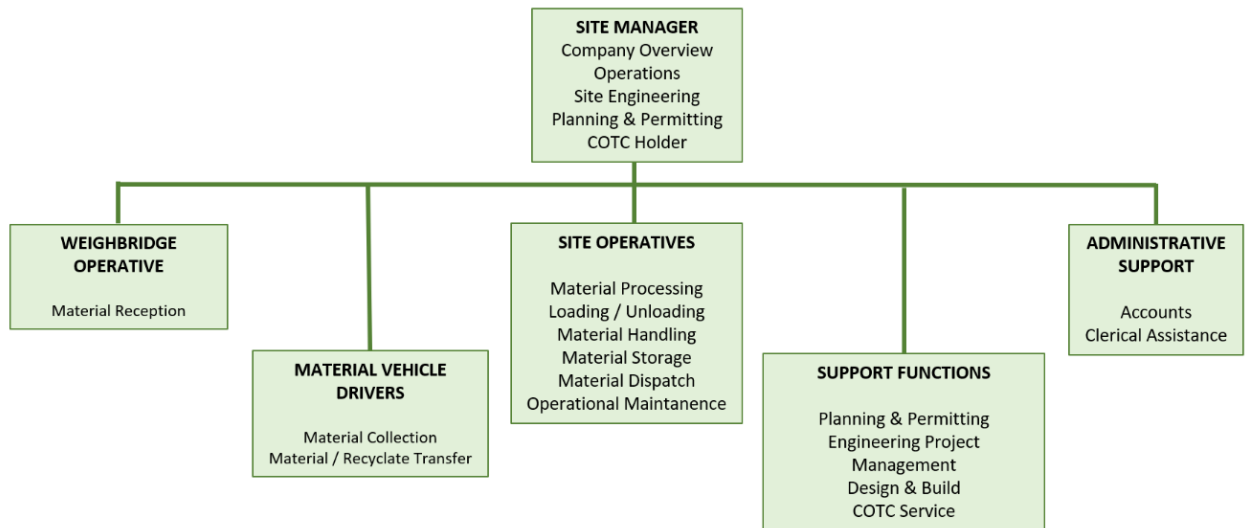 SITE MANAGER
Company Overview
Operations
Site Engineering
Planning & Permitting
COTC Holder
WEIGHBRIDGE
OPERATIVE
Material Reception
MATERIAL VEHICLE
DRIVERS
Material Collection
Material / Recyclate Transfer
SITE OPERATIVES
Material Processing
Loading / Unloading
Material Handling
Material Storage
Material Dispatch
Operational Maintanence
SUPPORT FUNCTIONS
Planning & Permitting
Engineering Project
Management
Design & Build
COTC Service
ADMINISTRATIVE
SUPPORT
Accounts
Clerical Assistance